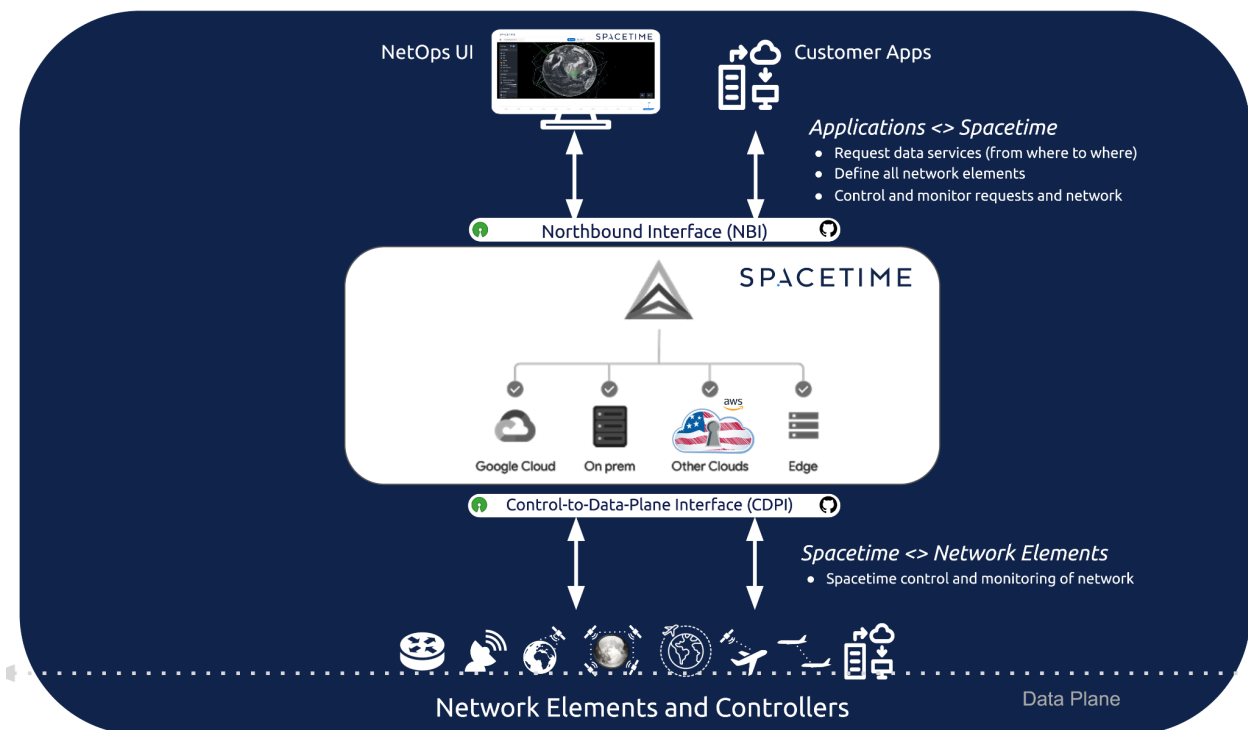 SPACETIME
NetOps UI
Customer Apps
Applications <> Spacetime
● Request data services (from where to where)
● Define all network elements
● Control and monitor requests and network
Northbound Interface (NBI)
SPACETIME
aws
Google Cloud
On prem
Other Clouds
Edge
Control-to-Data-Plane Interface (CDPI)
Spacetime <> Network Elements
● Spacetime control and monitoring of network
Data Plane
Network Elements and Controllers